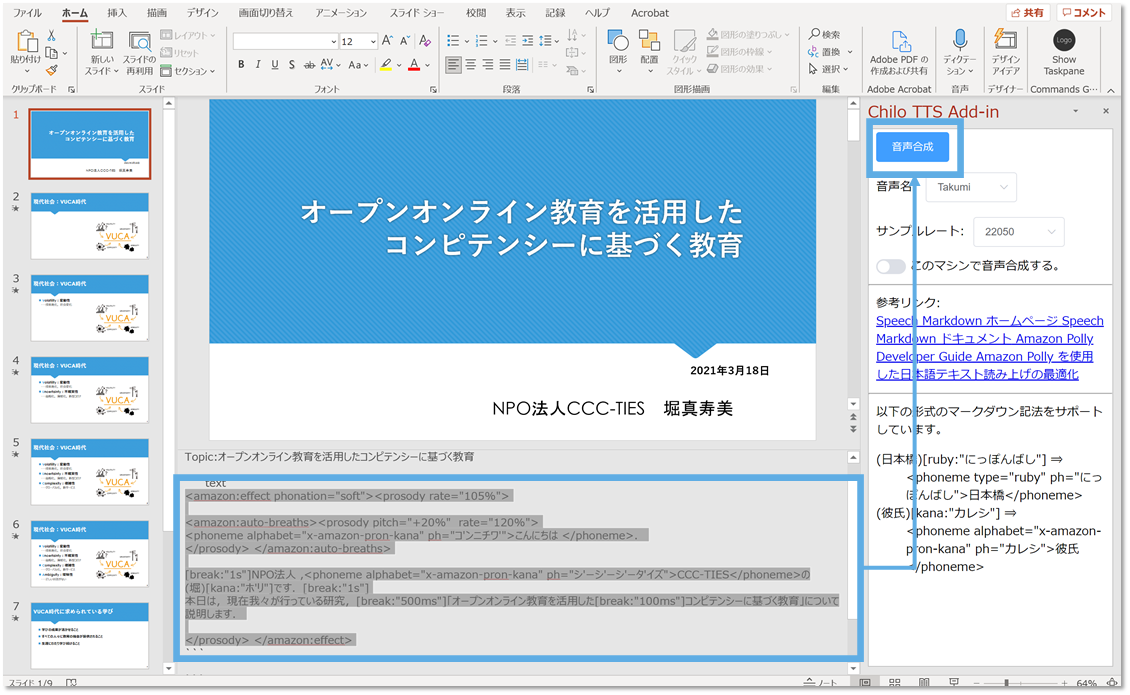 ファイル ホーム 挿入 描画 デザイン 画面切り替え アニメーション スライド ショー 校閲 表示 記録 ヘルプ Acrobat 共有 コメント
貼り付け
新しい
スライド
スライドの
再利用
レイアウト
リセット
セクション
12
B I U S ab AV Aa A
図形 配置 クイック
スタイル
図形の塗りつぶし
図形の枠線
図形の効果
検索
置換
選択
Adobe PDF の
作成および共有
ディクテー
ション
デザイン
アイデア
Logo
Show
Taskpane
クリップボード スライド フォント 段落 図形描画 編集 Adobe Acrobat 音声 デザイナー Commands G…
1
オープンオンライン教育を活用した
コンピテンシーに基づく教育
2
現代社会:VUCA時代
VUCA
3
現代社会:VUCA時代
VUCA
4
現代社会:VUCA時代
VUCA
5
現代社会:VUCA時代
VUCA
6
現代社会:VUCA時代
VUCA
7
VUCA時代に求められている学び
オープンオンライン教育を活用した
コンピテンシーに基づく教育
2021年3月18日
NPO法人CCC-TIES 堀真寿美
Topic:オープンオンライン教育を活用したコンピテンシーに基づく教育
text
<amazon:effect phonation="soft"><prosody rate="105%">
<amazon:auto-breaths><prosody pitch="+20%" rate="120%">
<phoneme alphabet="x-amazon-pron-kana" ph="コ'ンニチワ'">こんにちは </phoneme>．
</prosody> </amazon:auto-breaths>
[break:"1s"]NPO法人 ,<phoneme alphabet="x-amazon-pron-kana" ph="シ'ーシ'ーシ'ータ'イズ">CCC-TIES</phoneme>の
(堀)[kana:"ホ'リ"]です．[break:"1s"]
本日は，現在我々が行っている研究，[break:"500ms"]「オープンオンライン教育を活用した[break:"100ms"]コンピテンシーに基づく教育」について
説明します．
</prosody> </amazon:effect>
```
Chilo TTS Add-in
音声合成
音声名 Takumi
サンプルレート: 22050
このマシンで音声合成する。
参考リンク:
Speech Markdown ホームページ Speech
Markdown ドキュメント Amazon Polly
Developer Guide Amazon Polly を使用
した日本語テキスト読み上げの最適化
以下の形式のマークダウン記法をサポート
しています。
(日本橋)[ruby:"にっぽんばし"] ⇒
<phoneme type="ruby" ph="にっ
ぽんばし">日本橋</phoneme>
(彼氏)[kana:"カレシ"] ⇒
<phoneme alphabet="x-amazon-
pron-kana" ph="カレシ">彼氏
</phoneme>
スライド 1/9 ノート 64%